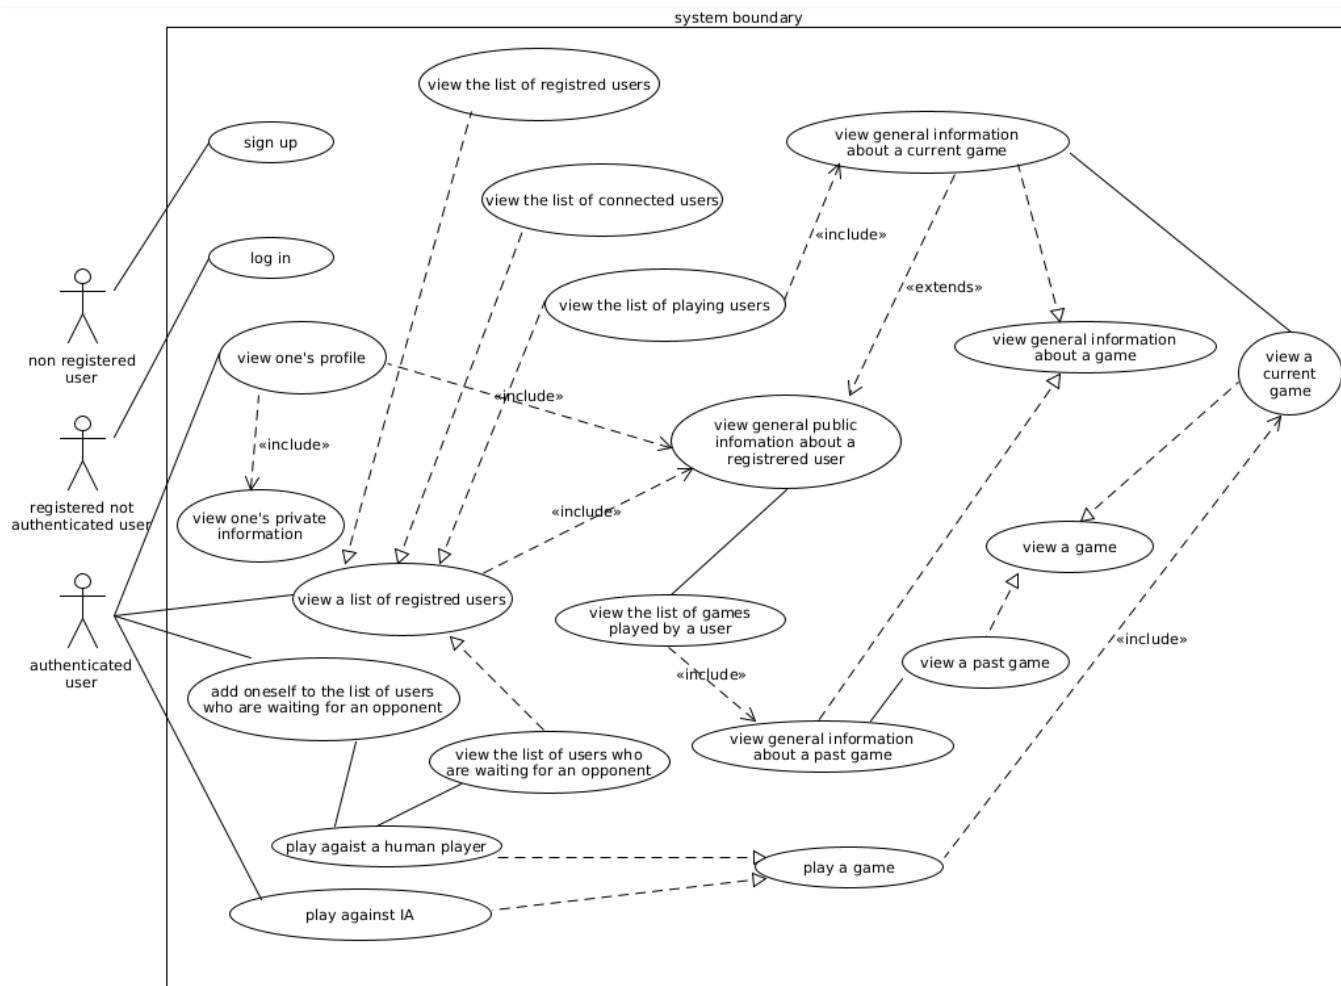 system boundary
view the list of registred users
sign up
view general information
about a current game
view the list of connected users
«include»
log in
«extends»
view the list of playing users
non registered
user
view one's profile
view general information
about a game
view a
current
game
«include»
«include»
view general public
infomation about a
registrered user
registered not
authenticated user
view one's private
information
«include»
view a game
authenticated
user
view a list of registred users
view the list of games
played by a user
«include»
view a past game
«include»
add oneself to the list of users
who are waiting for an opponent
view the list of users who
are waiting for an opponent
view general information
about a past game
play agaist a human player
play a game
play against IA